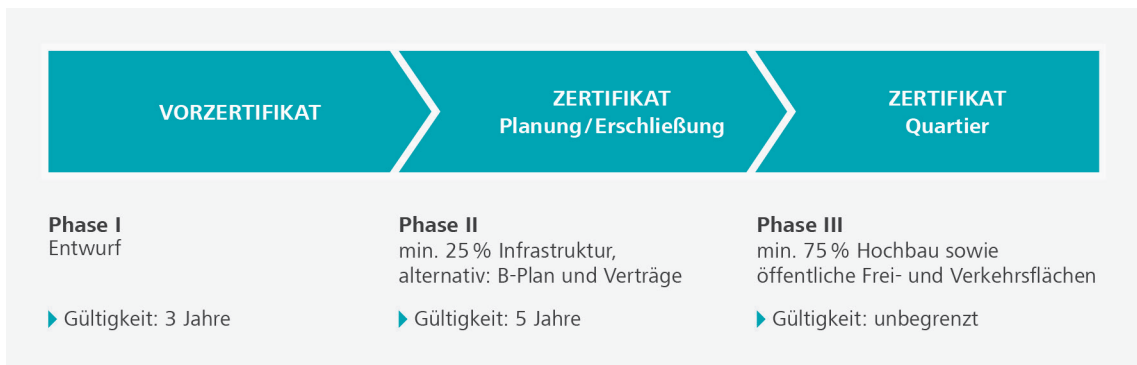 VORZERTIFIKAT
ZERTIFIKAT
Planung/Erschließung
ZERTIFIKAT
Quartier
Phase I
Entwurf
Gültigkeit: 3 Jahre
Phase II
min. 25 % Infrastruktur,
alternativ: B-Plan und Verträge
Gültigkeit: 5 Jahre
Phase III
min. 75 % Hochbau sowie
öffentliche Frei- und Verkehrsflächen
Gültigkeit: unbegrenzt